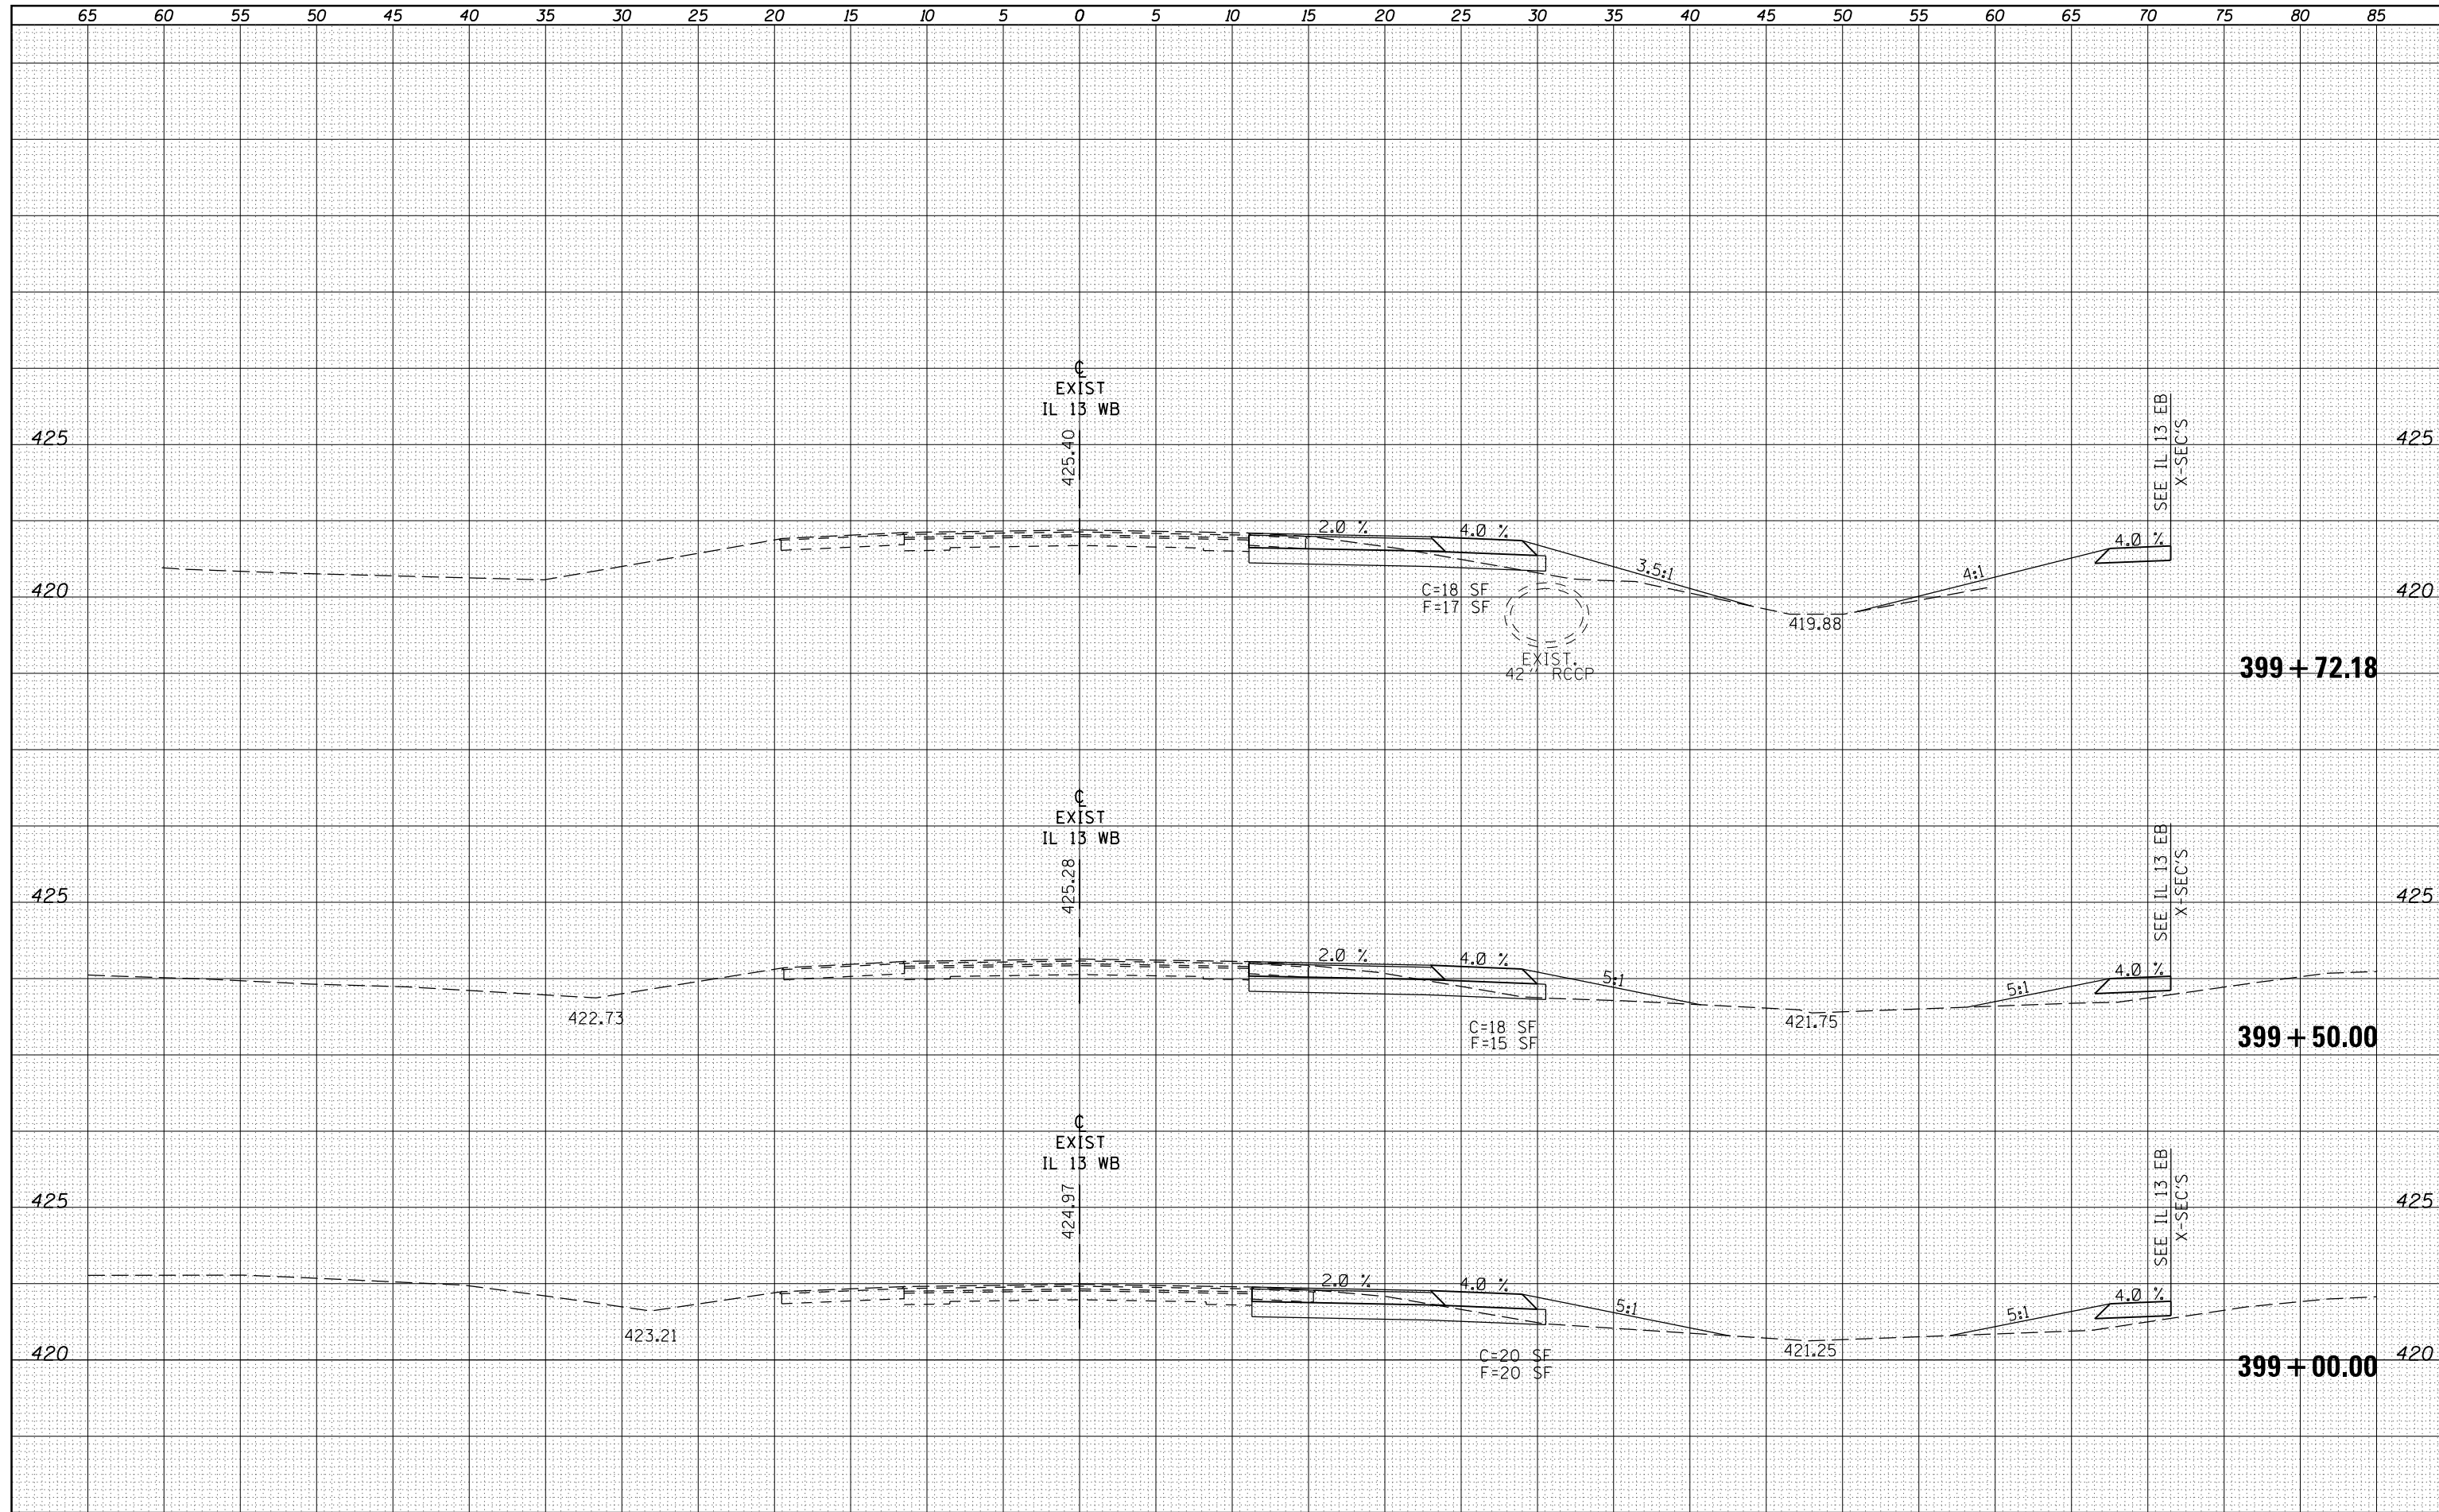 65 60 55 50 45 40 35 30 25 20 15 10 5 0 5 10 15 20 25 30 35 40 45 50 55 60 65 70 75 80 85
℄
EXIST
IL 13 WB
425.40
SEE IL 13 EB
X-SEC'S
425
425
2.0 %
4.0 %
4.0 %
3.5:1
4:1
420
C=18 SF
F=17 SF
420
419.88
EXIST.
42" RCCP
399+72.18
℄
EXIST
IL 13 WB
425.28
SEE IL 13 EB
X-SEC'S
425
425
2.0 %
4.0 %
4.0 %
5:1
5:1
422.73
421.75
C=18 SF
F=15 SF
399+50.00
℄
EXIST
IL 13 WB
424.97
SEE IL 13 EB
X-SEC'S
425
425
2.0 %
4.0 %
4.0 %
5:1
5:1
423.21
421.25
420
C=20 SF
F=20 SF
420
399+00.00